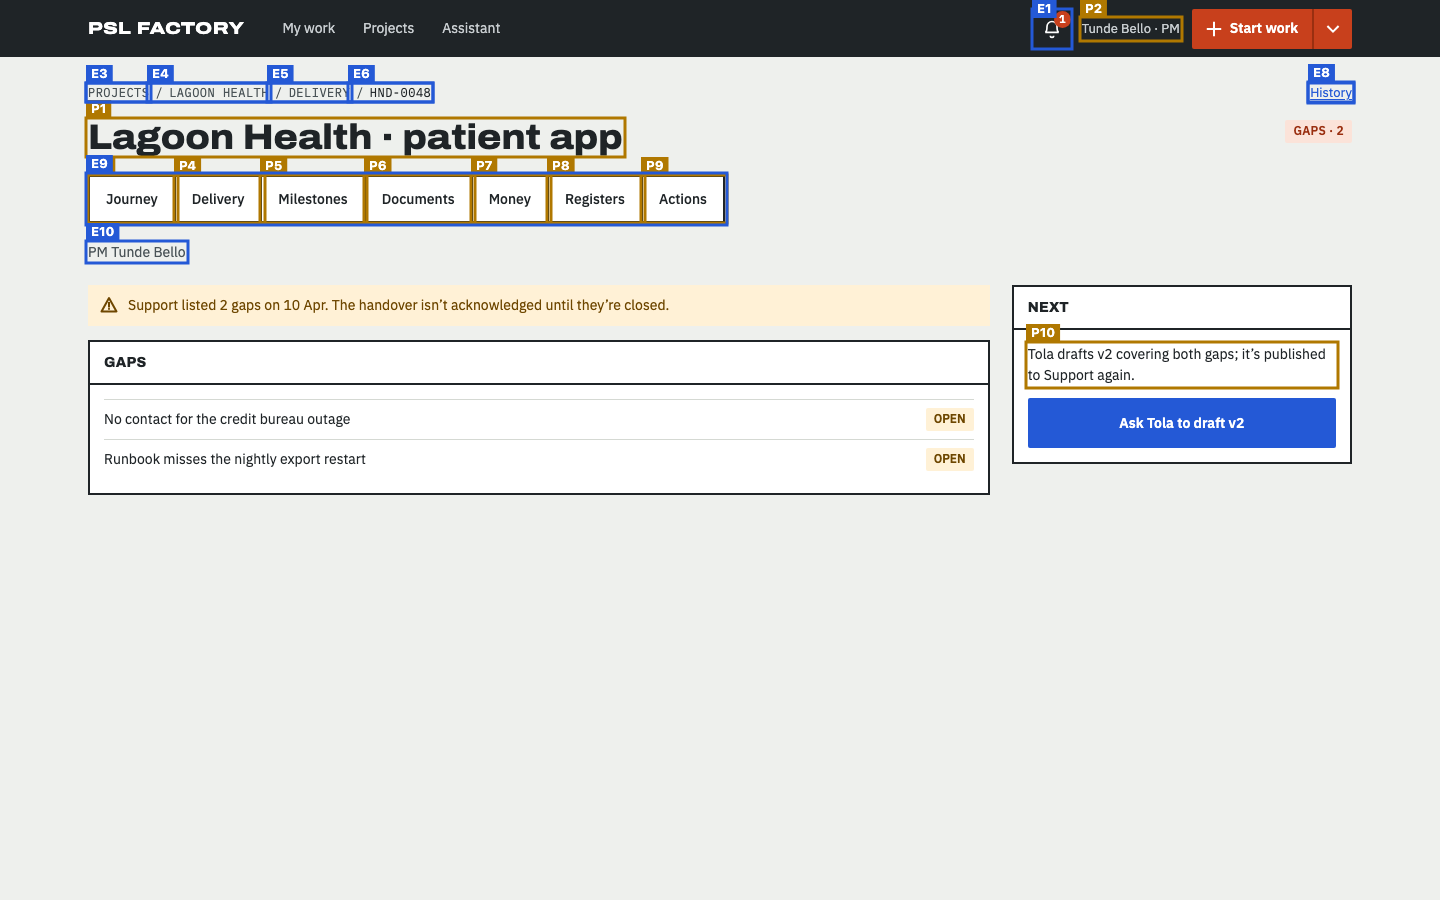 PSL FACTORY
My work
Projects
Assistant
E1
1
P2
Tunde Bello · PM
Start work
E3
E4
E5
E6
E8
PROJECTS / LAGOON HEALTH / DELIVERY / HND-0048
History
P1
Lagoon Health · patient app
GAPS · 2
E9
P4
P5
P6
P7
P8
P9
Journey
Delivery
Milestones
Documents
Money
Registers
Actions
E10
PM Tunde Bello
Support listed 2 gaps on 10 Apr. The handover isn’t acknowledged until they’re closed.
GAPS
No contact for the credit bureau outage
OPEN
Runbook misses the nightly export restart
OPEN
NEXT
P10
Tola drafts v2 covering both gaps; it’s published
to Support again.
Ask Tola to draft v2